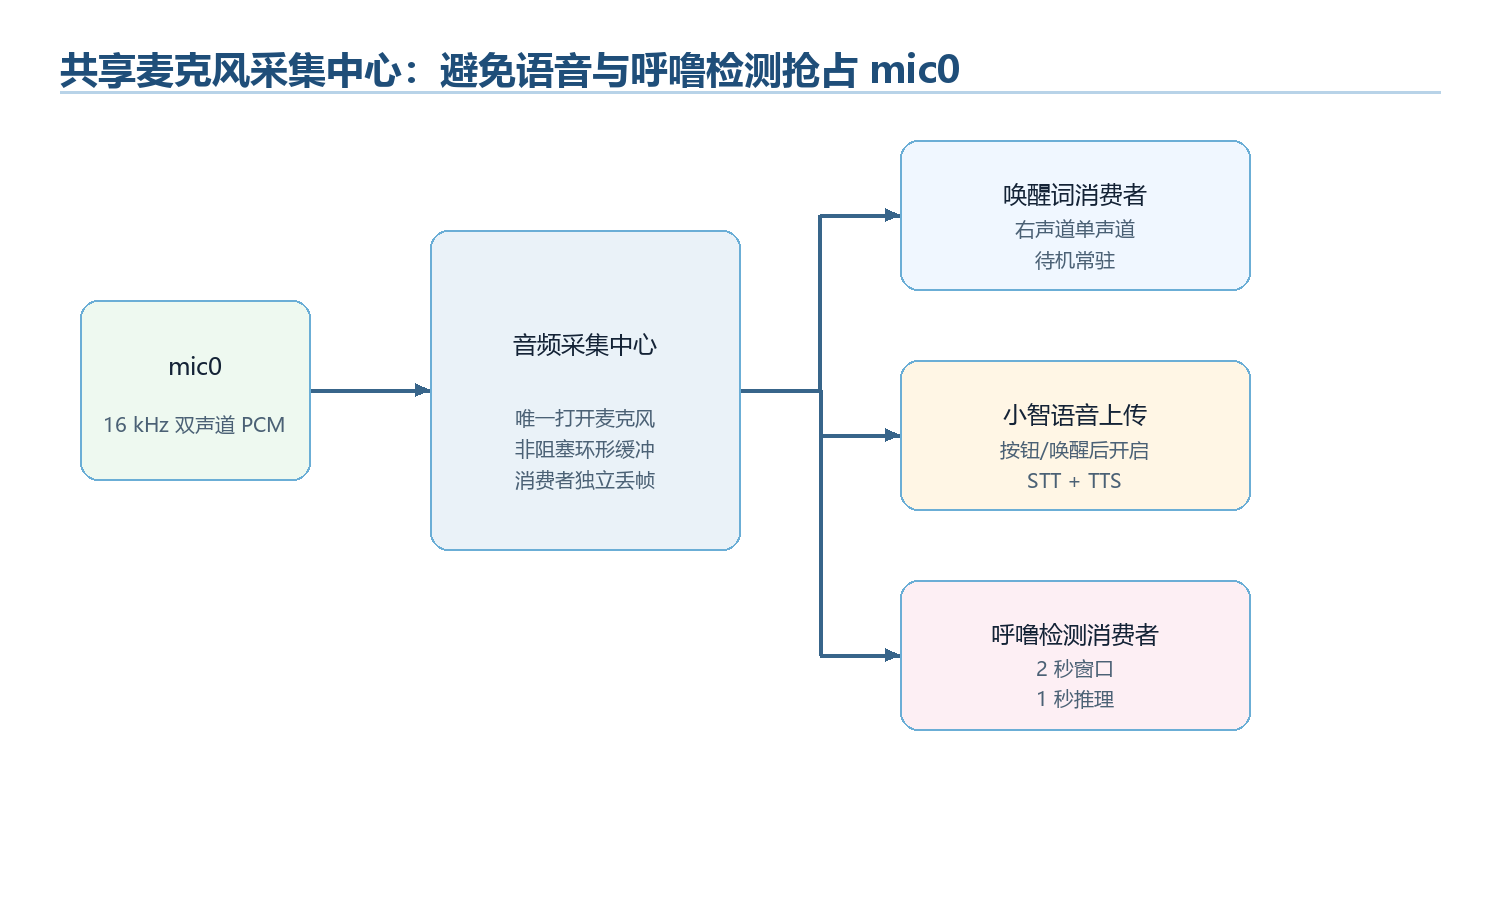 共享麦克风采集中心：避免语音与呼噜检测抢占 mic0
mic0
16 kHz 双声道 PCM
音频采集中心
唯一打开麦克风
非阻塞环形缓冲
消费者独立丢帧
唤醒词消费者
右声道单声道
待机常驻
小智语音上传
按钮/唤醒后开启
STT + TTS
呼噜检测消费者
2 秒窗口
1 秒推理